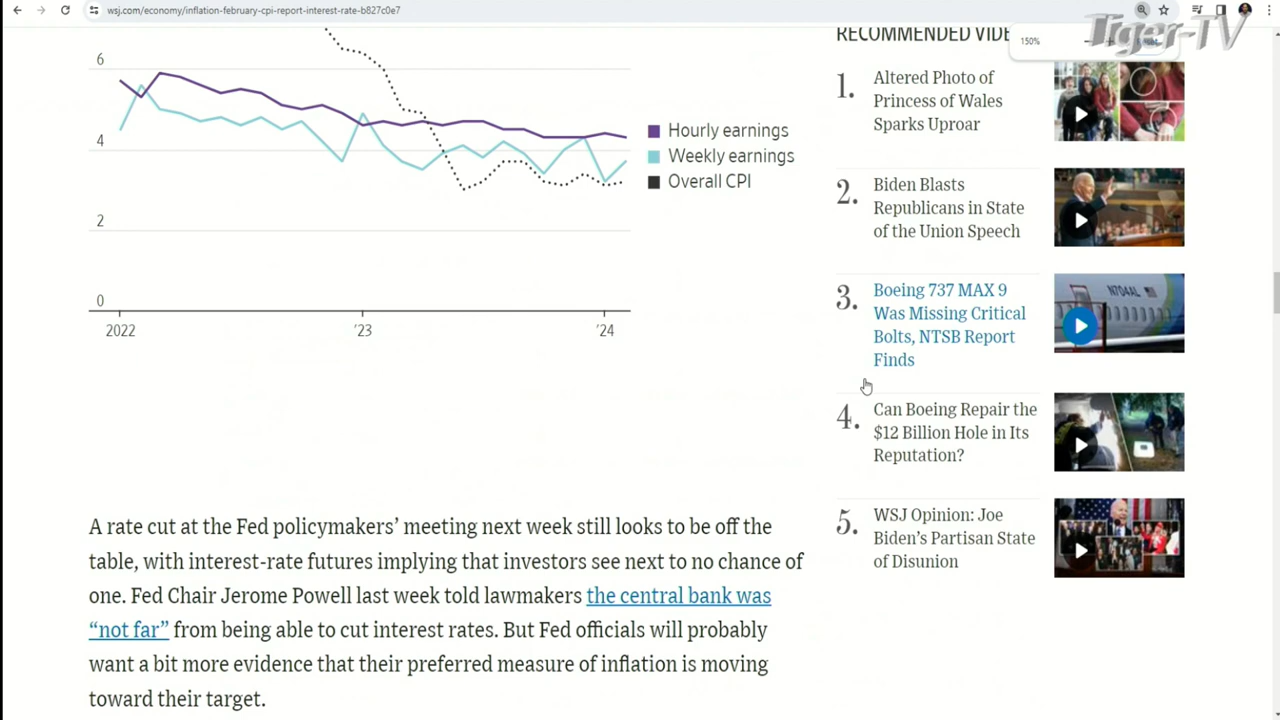 wsj.com/economy/inflation-february-cpi-report-interest-rate-b827c0e7
Tiger-TV
150%
6
4
2
0
2022
'23
'24
Hourly earnings
Weekly earnings
Overall CPI
A rate cut at the Fed policymakers’ meeting next week still looks to be off the
table, with interest-rate futures implying that investors see next to no chance of
one. Fed Chair Jerome Powell last week told lawmakers the central bank was
“not far” from being able to cut interest rates. But Fed officials will probably
want a bit more evidence that their preferred measure of inflation is moving
toward their target.
RECOMMENDED VIDE
1.
Altered Photo of
Princess of Wales
Sparks Uproar
2.
Biden Blasts
Republicans in State
of the Union Speech
3.
Boeing 737 MAX 9
Was Missing Critical
Bolts, NTSB Report
Finds
N704AL
4.
Can Boeing Repair the
$12 Billion Hole in Its
Reputation?
5.
WSJ Opinion: Joe
Biden’s Partisan State
of Disunion